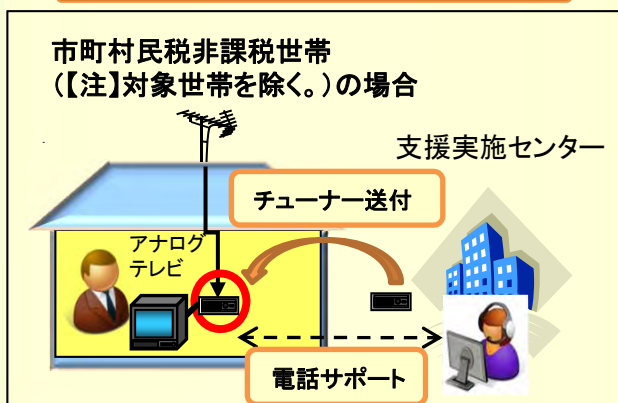 市町村民税非課税世帯
(【注】対象世帯を除く。)の場合
支援実施センター
チューナー送付
アナログ
テレビ
電話サポート